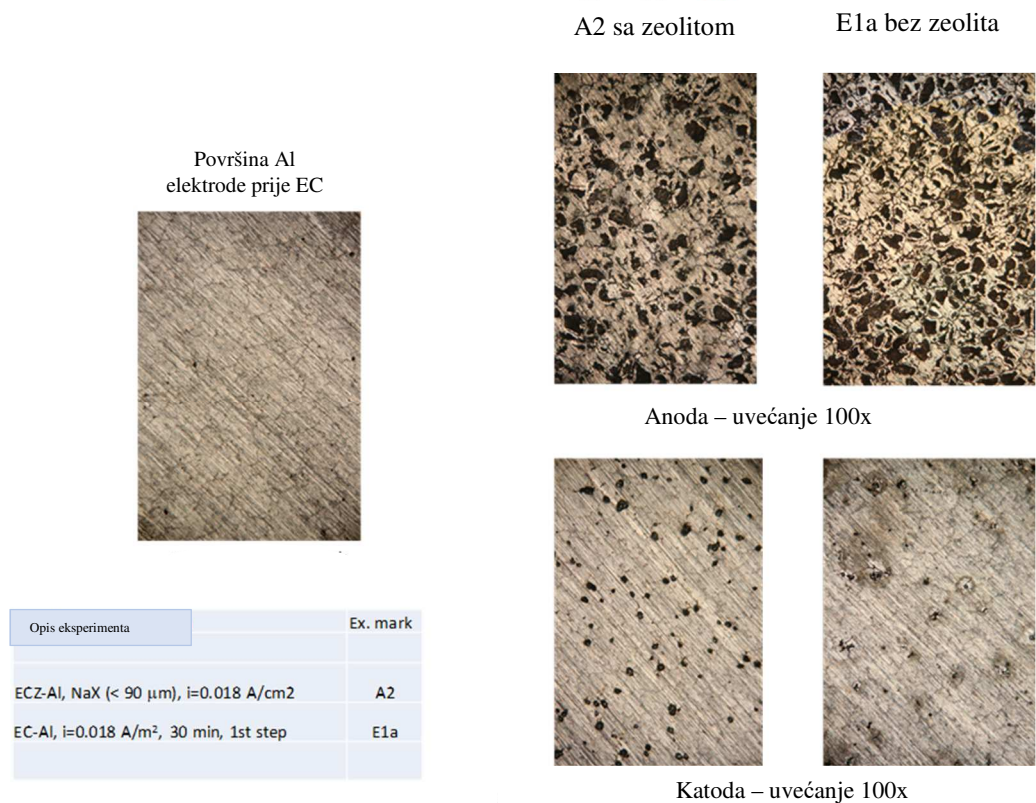 A2 sa zeolitom
E1a bez zeolita
Površina Al
elektrode prije EC
Anoda – uvećanje 100x
Opis eksperimenta
Ex. mark
ECZ-Al, NaX (< 90 μm), i=0.018 A/cm2
A2
EC-Al, i=0.018 A/m², 30 min, 1st step
E1a
Katoda – uvećanje 100x